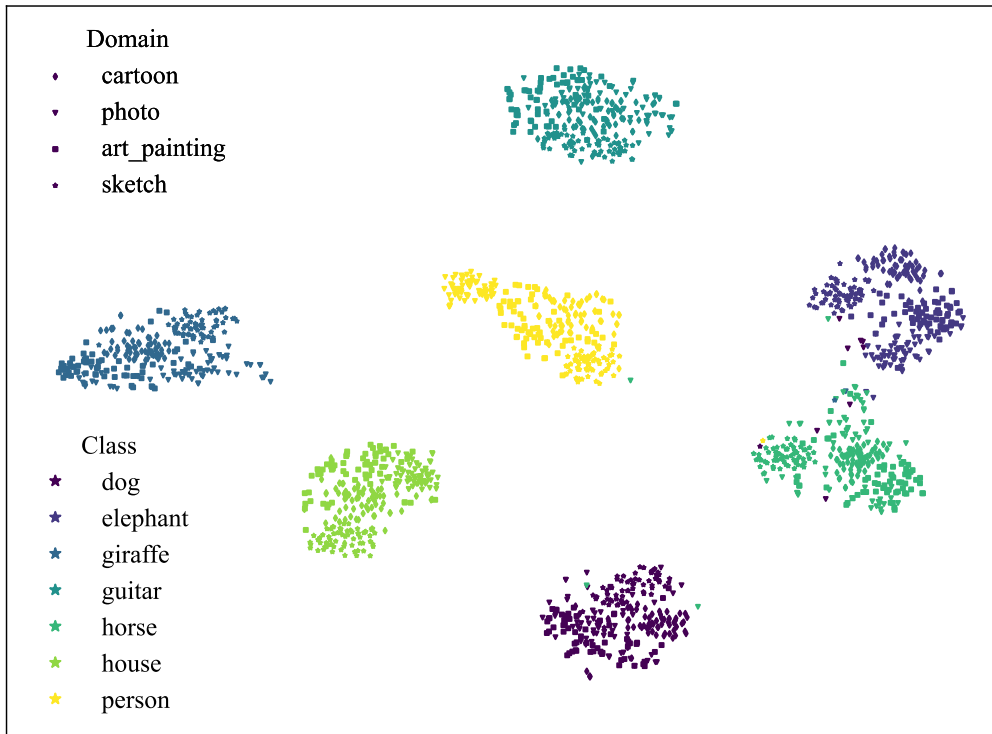 Domain
cartoon
photo
art_painting
sketch
Class
dog
elephant
giraffe
guitar
horse
house
person